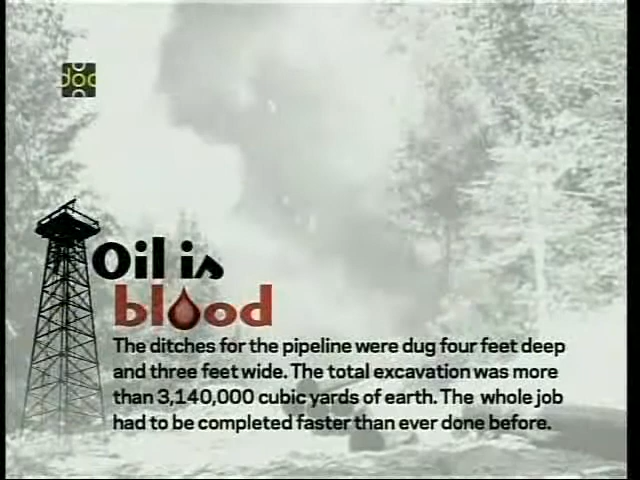 doc
Oil is
blood
The ditches for the pipeline were dug four feet deep
and three feet wide. The total excavation was more
than 3,140,000 cubic yards of earth. The whole job
had to be completed faster than ever done before.